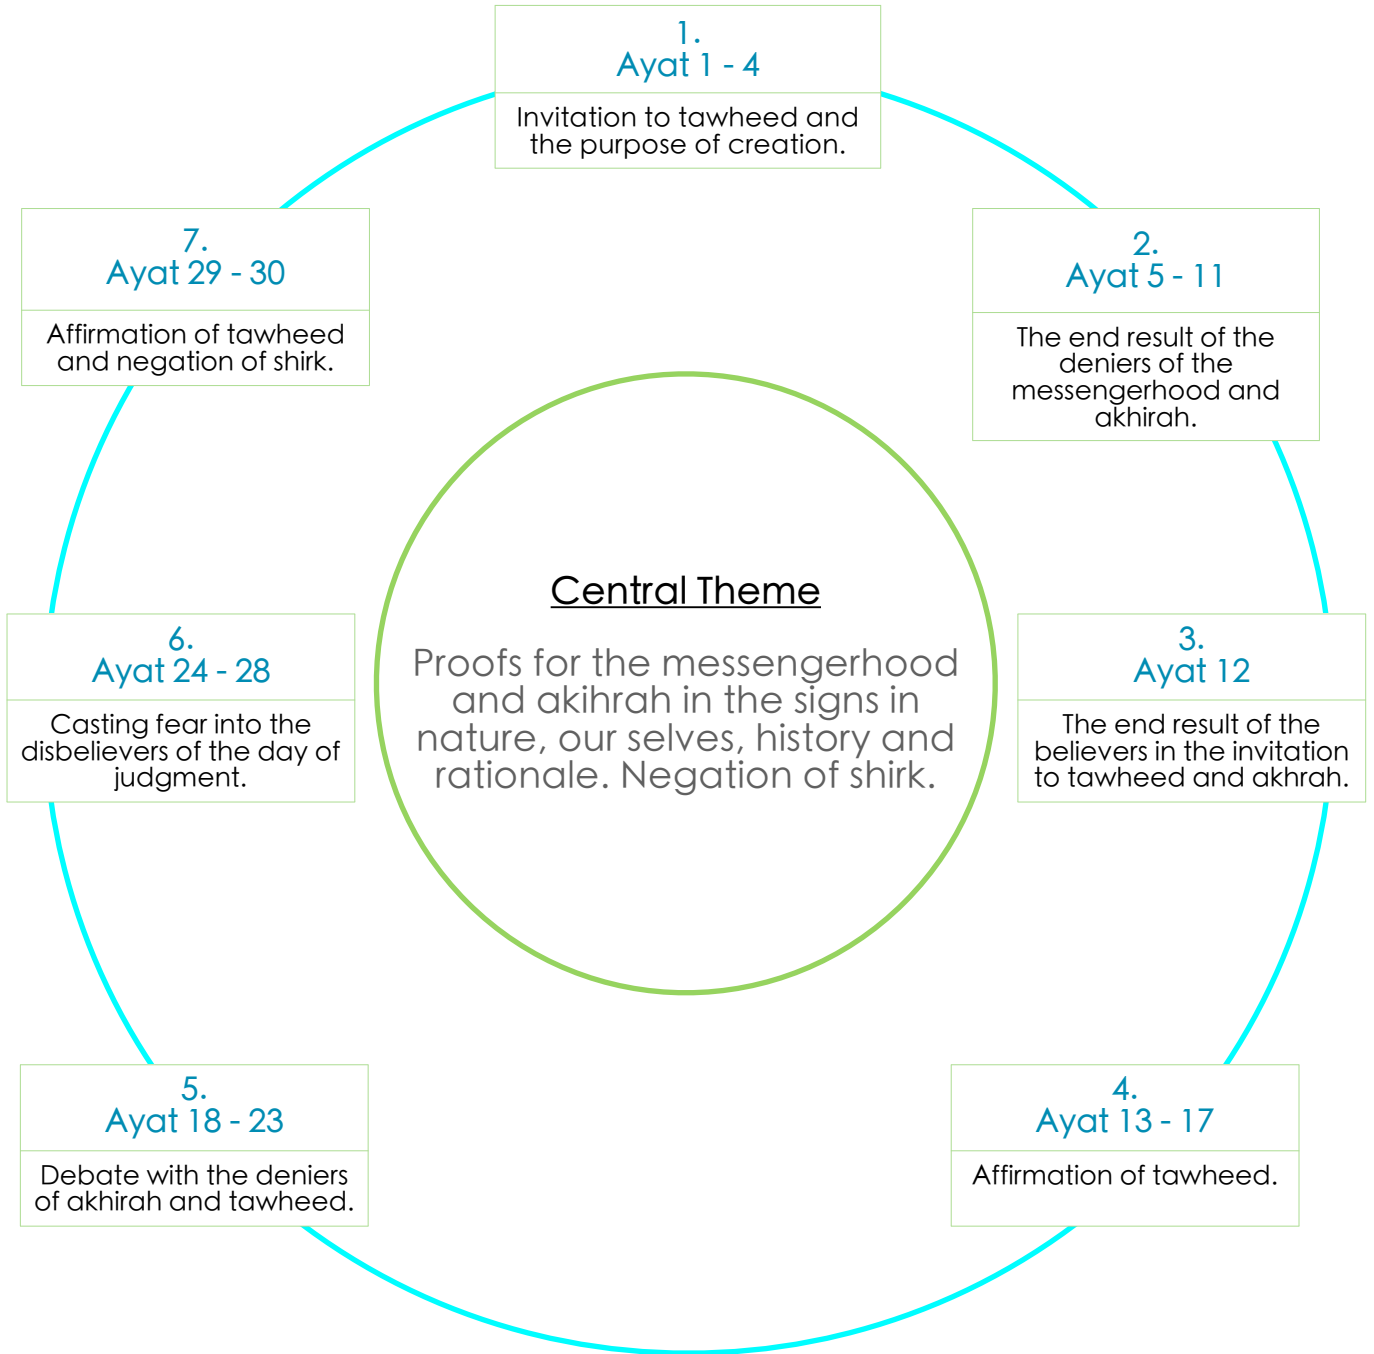 1.
Ayat 1 - 4
Invitation to tawheed and
the purpose of creation.
2.
Ayat 5 - 11
The end result of the
deniers of the
messengerhood and
akhirah.
3.
Ayat 12
The end result of the
believers in the invitation
to tawheed and akhrah.
4.
Ayat 13 - 17
Affirmation of tawheed.
5.
Ayat 18 - 23
Debate with the deniers
of akhirah and tawheed.
6.
Ayat 24 - 28
Casting fear into the
disbelievers of the day of
judgment.
7.
Ayat 29 - 30
Affirmation of tawheed
and negation of shirk.
Central Theme
Proofs for the messengerhood
and akihrah in the signs in
nature, our selves, history and
rationale. Negation of shirk.